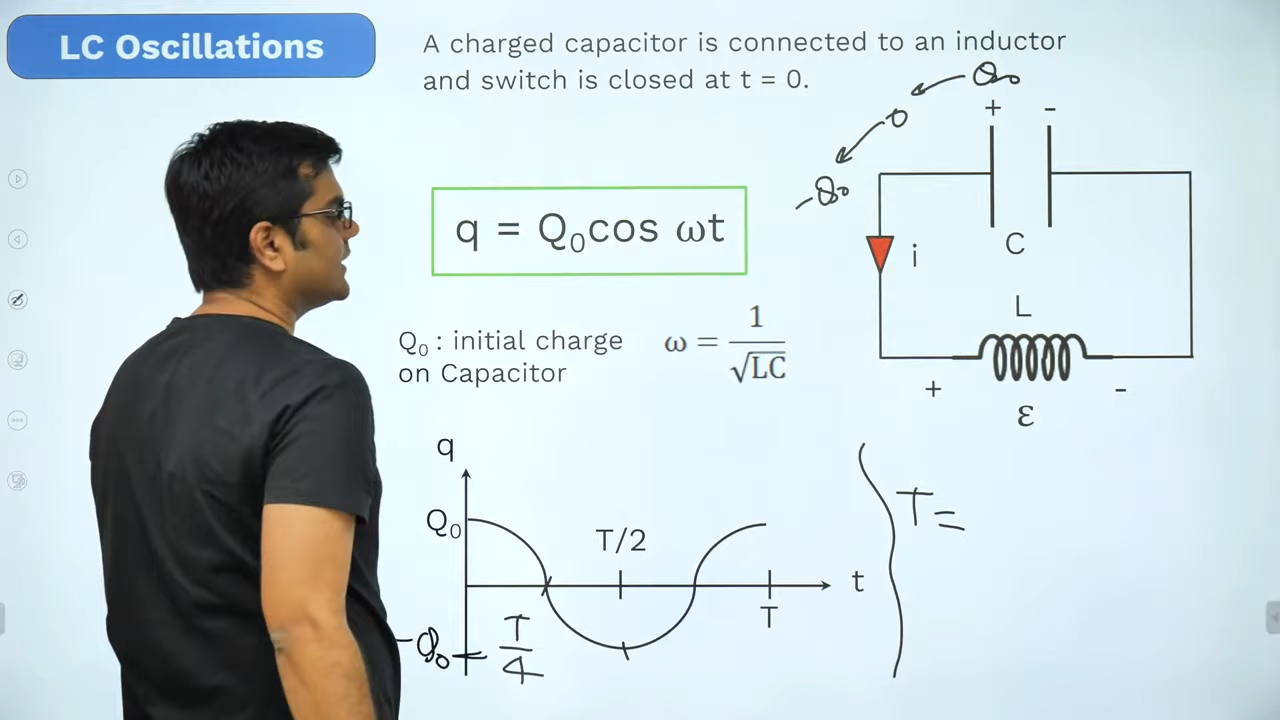 LC Oscillations
A charged capacitor is connected to an inductor
and switch is closed at t = 0.
Q₀
+ -
0
-Q₀
q = Q₀cos ωt
C
i
L
Q₀ : initial charge
on Capacitor
ω = 1/√LC
+ -
ε
q
Q₀
T/2
t
T
-Q₀
T/4
T=